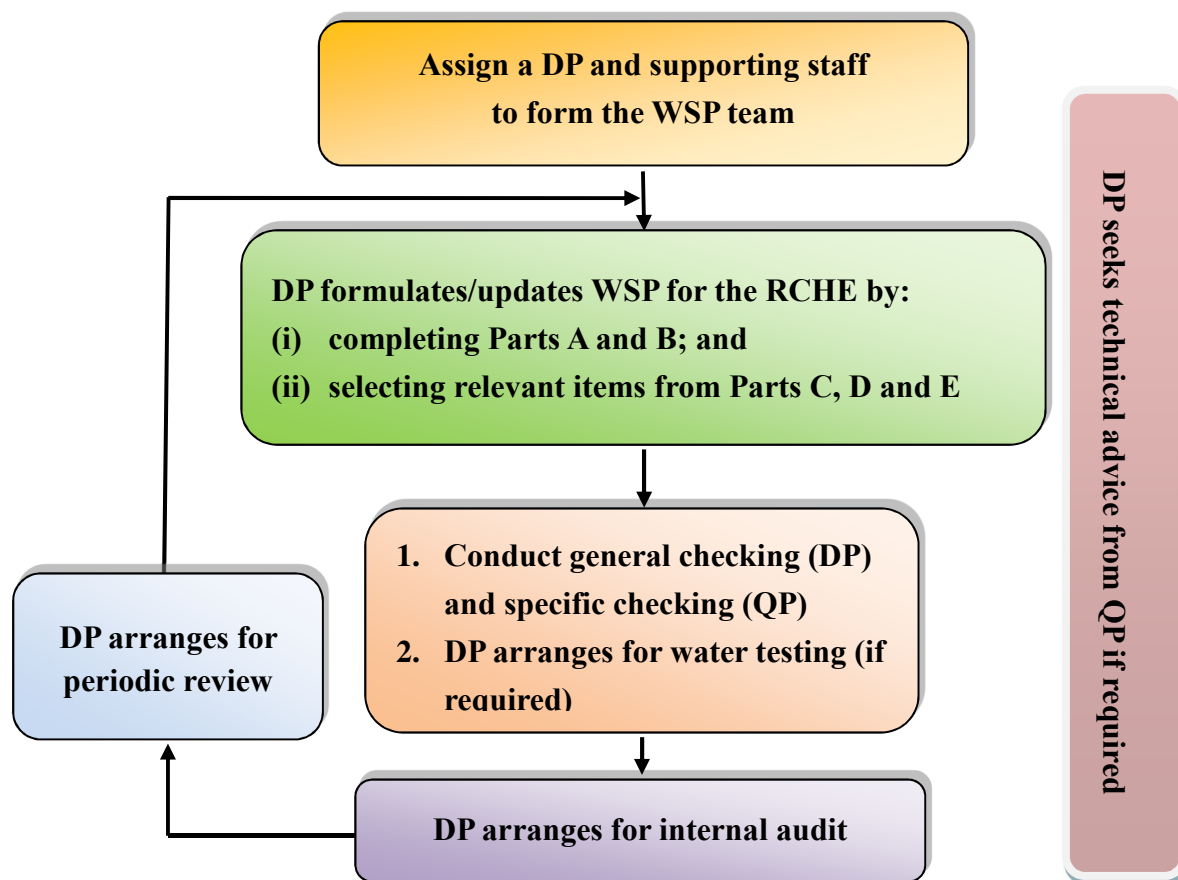 Assign a DP and supporting staff
to form the WSP team
DP formulates/updates WSP for the RCHE by:
(i) completing Parts A and B; and
(ii) selecting relevant items from Parts C, D and E
1. Conduct general checking (DP)
and specific checking (QP)
2. DP arranges for water testing (if
required)
DP arranges for internal audit
DP arranges for
periodic review
DP seeks technical advice from QP if required